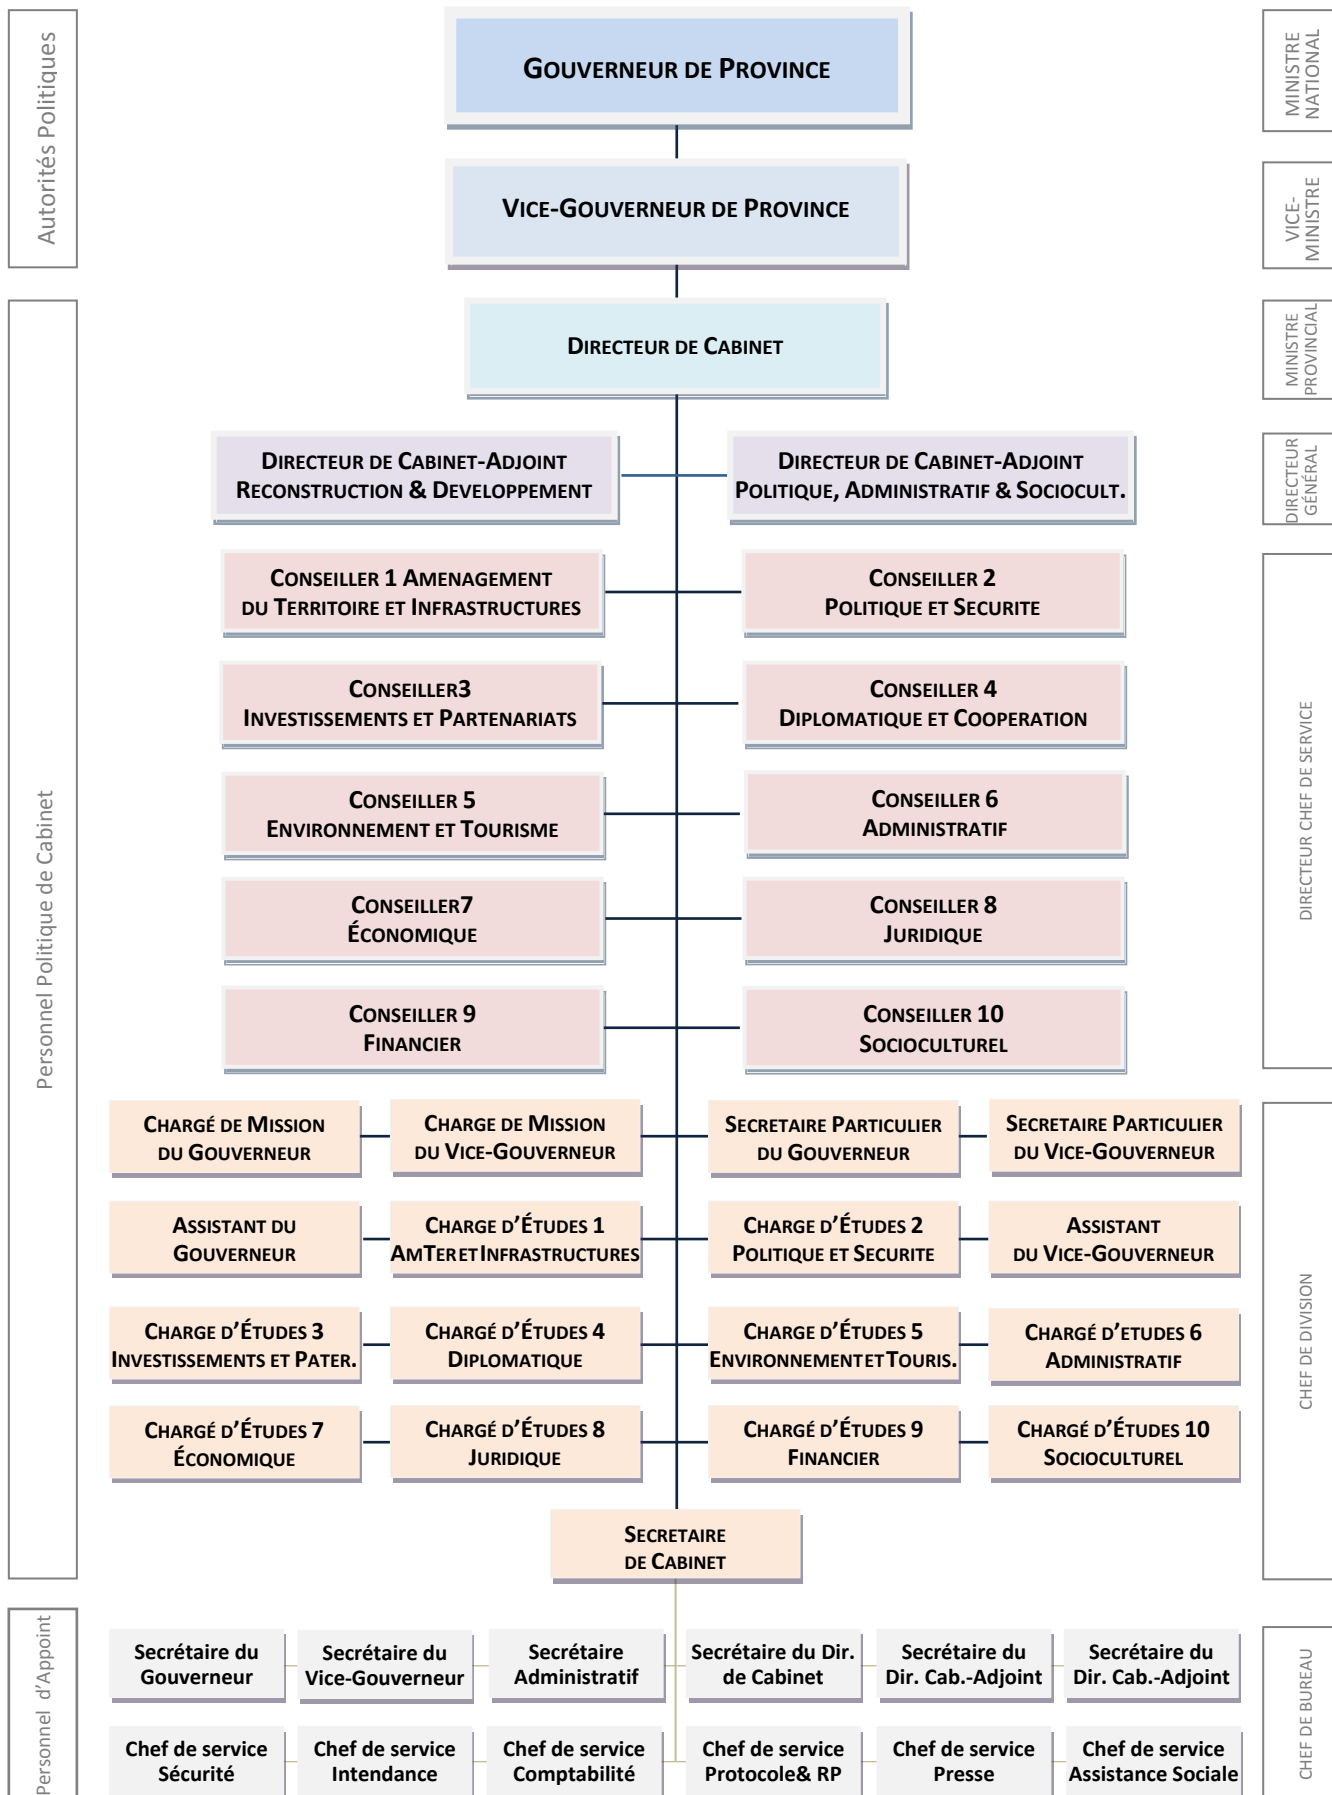 Autorités Politiques
GOUVERNEUR DE PROVINCE
MINISTRE
NATIONAL
VICE-GOUVERNEUR DE PROVINCE
VICE-
MINISTRE
Personnel Politique de Cabinet
DIRECTEUR DE CABINET
MINISTRE
PROVINCIAL
DIRECTEUR DE CABINET-ADJOINT
RECONSTRUCTION & DEVELOPPEMENT
DIRECTEUR DE CABINET-ADJOINT
POLITIQUE, ADMINISTRATIF & SOCIOCULT.
DIRECTEUR
GÉNÉRAL
CONSEILLER 1 AMENAGEMENT
DU TERRITOIRE ET INFRASTRUCTURES
CONSEILLER 2
POLITIQUE ET SECURITE
CONSEILLER3
INVESTISSEMENTS ET PARTENARIATS
CONSEILLER 4
DIPLOMATIQUE ET COOPERATION
CONSEILLER 5
ENVIRONNEMENT ET TOURISME
CONSEILLER 6
ADMINISTRATIF
CONSEILLER7
ÉCONOMIQUE
CONSEILLER 8
JURIDIQUE
CONSEILLER 9
FINANCIER
CONSEILLER 10
SOCIOCULTUREL
DIRECTEUR CHEF DE SERVICE
CHARGÉ DE MISSION
DU GOUVERNEUR
CHARGE DE MISSION
DU VICE-GOUVERNEUR
SECRETAIRE PARTICULIER
DU GOUVERNEUR
SECRETAIRE PARTICULIER
DU VICE-GOUVERNEUR
ASSISTANT DU
GOUVERNEUR
CHARGE D'ÉTUDES 1
AMTER ET INFRASTRUCTURES
CHARGE D'ÉTUDES 2
POLITIQUE ET SECURITE
ASSISTANT
DU VICE-GOUVERNEUR
CHARGE D'ÉTUDES 3
INVESTISSEMENTS ET PATER.
CHARGÉ D'ÉTUDES 4
DIPLOMATIQUE
CHARGE D'ÉTUDES 5
ENVIRONNEMENT ET TOURIS.
CHARGÉ D'ETUDES 6
ADMINISTRATIF
CHARGÉ D'ÉTUDES 7
ÉCONOMIQUE
CHARGÉ D'ÉTUDES 8
JURIDIQUE
CHARGÉ D'ÉTUDES 9
FINANCIER
CHARGÉ D'ÉTUDES 10
SOCIOCULTUREL
CHEF DE DIVISION
SECRETAIRE
DE CABINET
Personnel d'Appoint
Secrétaire du
Gouverneur
Secrétaire du
Vice-Gouverneur
Secrétaire
Administratif
Secrétaire du Dir.
de Cabinet
Secrétaire du
Dir. Cab.-Adjoint
Secrétaire du
Dir. Cab.-Adjoint
Chef de service
Sécurité
Chef de service
Intendance
Chef de service
Comptabilité
Chef de service
Protocole& RP
Chef de service
Presse
Chef de service
Assistance Sociale
CHEF DE BUREAU